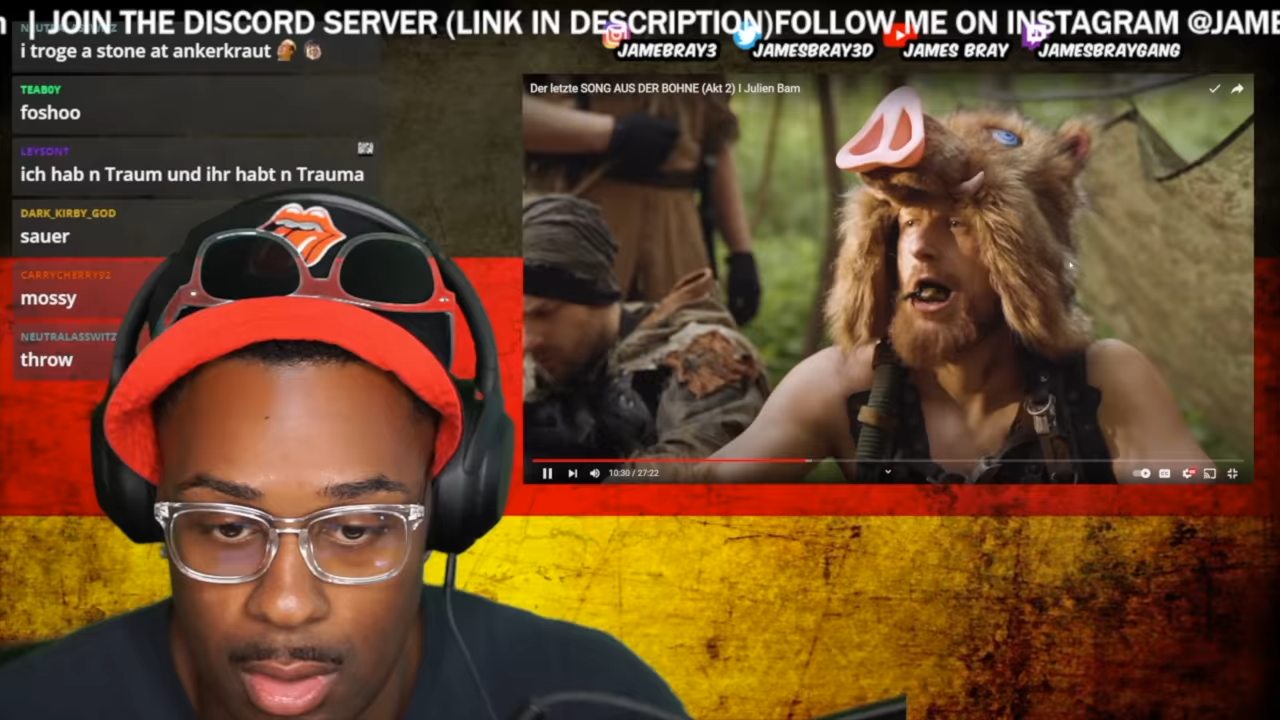 | JOIN THE DISCORD SERVER (LINK IN DESCRIPTION)FOLLOW ME ON INSTAGRAM @JAME
JAMEBRAY3 JAMESBRAY3D JAMES BRAY JAMESBRAYGANG
NEUTRALASSWITZ
i troge a stone at ankerkraut
TEABOY
foshoo
LEYSONT
ich hab n Traum und ihr habt n Trauma
DARK_KIRBY_GOD
sauer
CARRYCHERRY92
mossy
NEUTRALASSWITZ
throw
Der letzte SONG AUS DER BOHNE (Akt 2) I Julien Bam
10:30 / 27:22